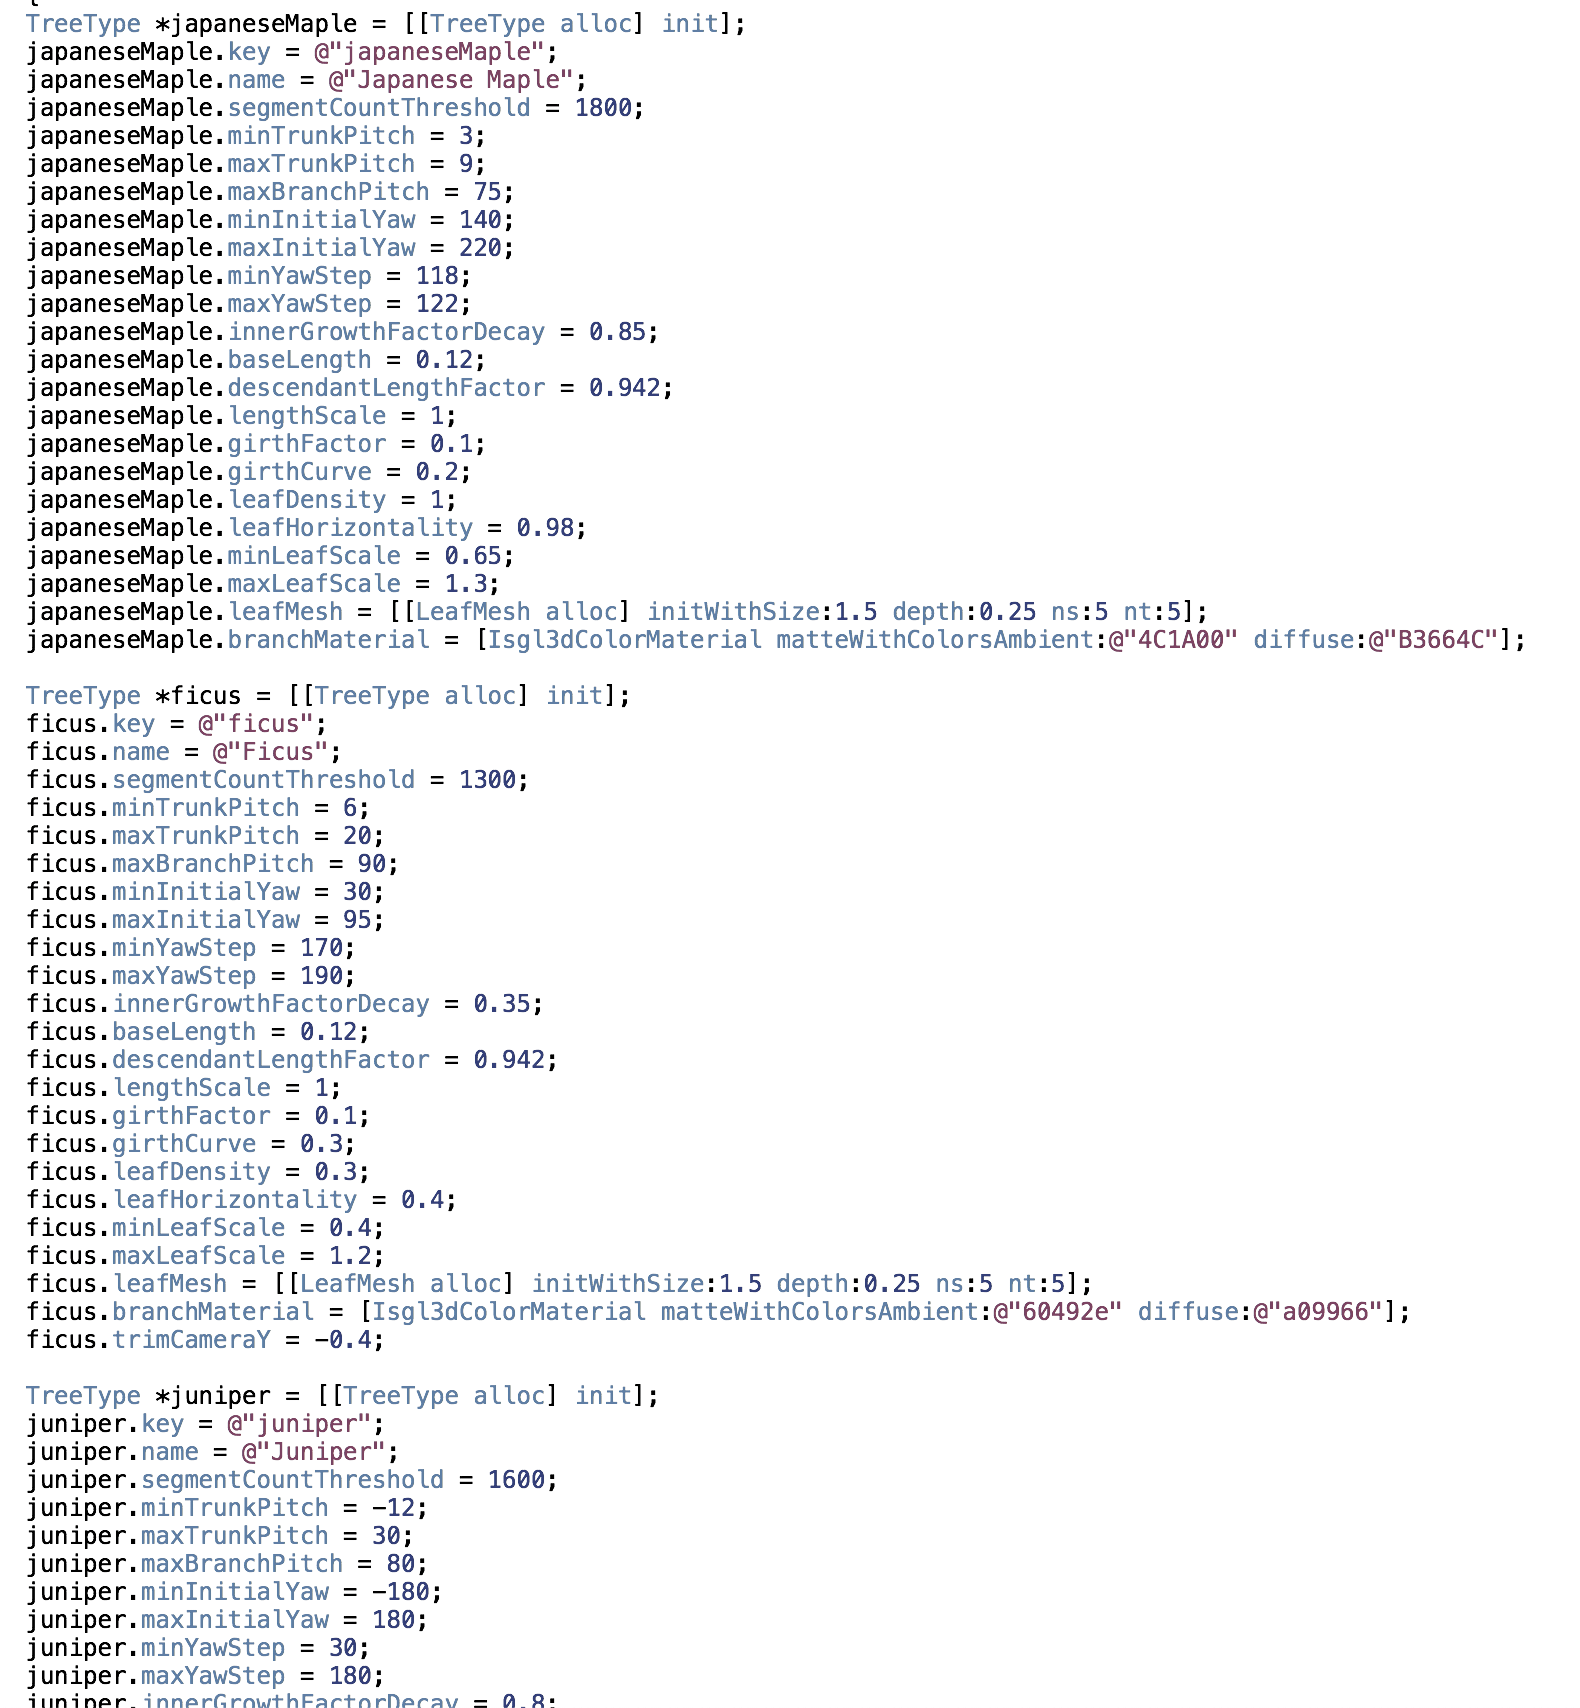 {
TreeType *japaneseMaple = [[TreeType alloc] init];
japaneseMaple.key = @"japaneseMaple";
japaneseMaple.name = @"Japanese Maple";
japaneseMaple.segmentCountThreshold = 1800;
japaneseMaple.minTrunkPitch = 3;
japaneseMaple.maxTrunkPitch = 9;
japaneseMaple.maxBranchPitch = 75;
japaneseMaple.minInitialYaw = 140;
japaneseMaple.maxInitialYaw = 220;
japaneseMaple.minYawStep = 118;
japaneseMaple.maxYawStep = 122;
japaneseMaple.innerGrowthFactorDecay = 0.85;
japaneseMaple.baseLength = 0.12;
japaneseMaple.descendantLengthFactor = 0.942;
japaneseMaple.lengthScale = 1;
japaneseMaple.girthFactor = 0.1;
japaneseMaple.girthCurve = 0.2;
japaneseMaple.leafDensity = 1;
japaneseMaple.leafHorizontality = 0.98;
japaneseMaple.minLeafScale = 0.65;
japaneseMaple.maxLeafScale = 1.3;
japaneseMaple.leafMesh = [[LeafMesh alloc] initWithSize:1.5 depth:0.25 ns:5 nt:5];
japaneseMaple.branchMaterial = [Isgl3dColorMaterial matteWithColorsAmbient:@"4C1A00" diffuse:@"B3664C"];
TreeType *ficus = [[TreeType alloc] init];
ficus.key = @"ficus";
ficus.name = @"Ficus";
ficus.segmentCountThreshold = 1300;
ficus.minTrunkPitch = 6;
ficus.maxTrunkPitch = 20;
ficus.maxBranchPitch = 90;
ficus.minInitialYaw = 30;
ficus.maxInitialYaw = 95;
ficus.minYawStep = 170;
ficus.maxYawStep = 190;
ficus.innerGrowthFactorDecay = 0.35;
ficus.baseLength = 0.12;
ficus.descendantLengthFactor = 0.942;
ficus.lengthScale = 1;
ficus.girthFactor = 0.1;
ficus.girthCurve = 0.3;
ficus.leafDensity = 0.3;
ficus.leafHorizontality = 0.4;
ficus.minLeafScale = 0.4;
ficus.maxLeafScale = 1.2;
ficus.leafMesh = [[LeafMesh alloc] initWithSize:1.5 depth:0.25 ns:5 nt:5];
ficus.branchMaterial = [Isgl3dColorMaterial matteWithColorsAmbient:@"60492e" diffuse:@"a09966"];
ficus.trimCameraY = -0.4;
TreeType *juniper = [[TreeType alloc] init];
juniper.key = @"juniper";
juniper.name = @"Juniper";
juniper.segmentCountThreshold = 1600;
juniper.minTrunkPitch = -12;
juniper.maxTrunkPitch = 30;
juniper.maxBranchPitch = 80;
juniper.minInitialYaw = -180;
juniper.maxInitialYaw = 180;
juniper.minYawStep = 30;
juniper.maxYawStep = 180;
juniper.innerGrowthFactorDecay = 0.8;